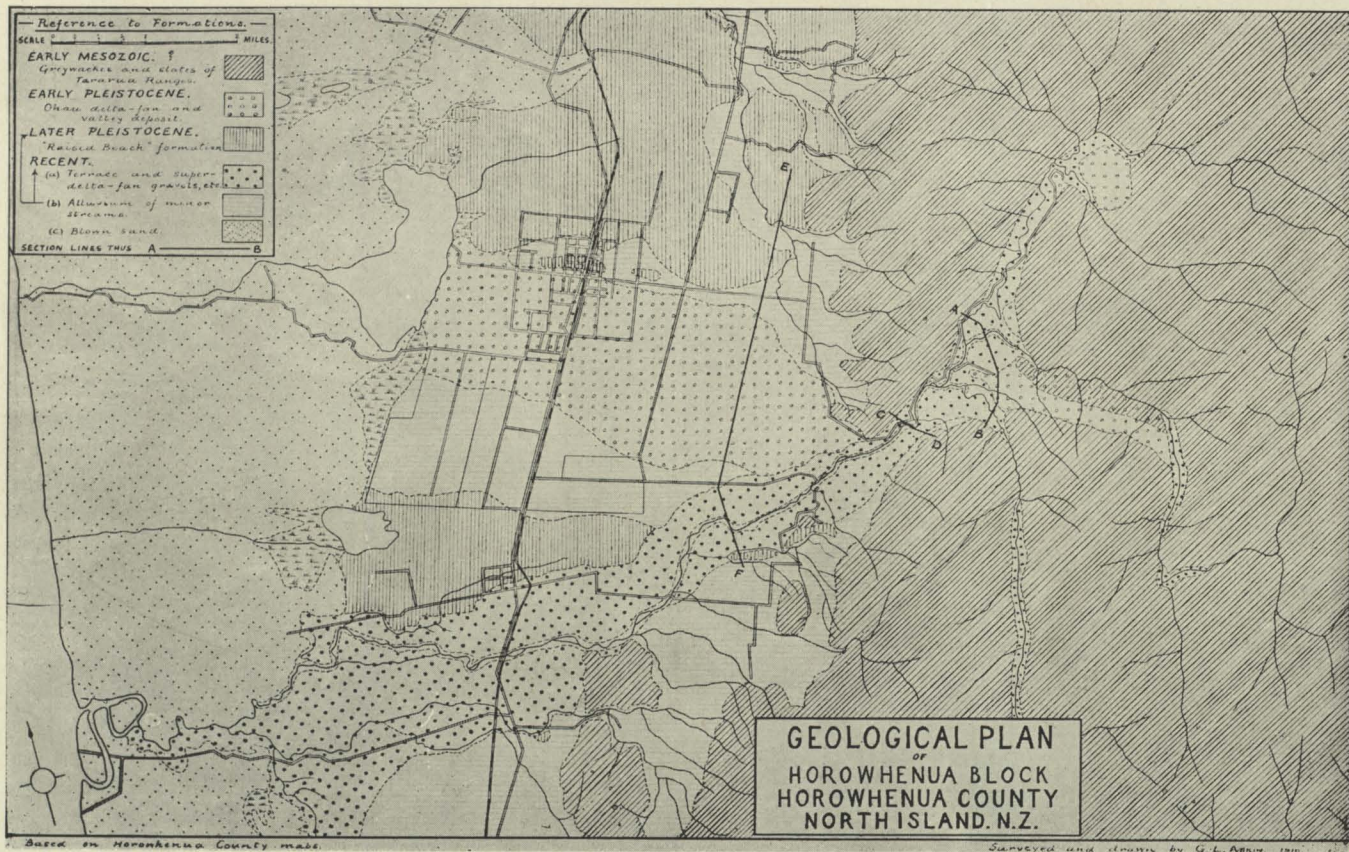 Reference to Formations.
SCALE MILES.
EARLY MESOZOIC. ?
Greywackes and slates of
Tararua Ranges.
EARLY PLEISTOCENE.
Ohau delta-fan and
valley deposit.
LATER PLEISTOCENE.
"Raised Beach" formation
RECENT.
(a) Terrace and super-
delta-fan gravels, etc.
(b) Alluvium of minor
streams.
(c) Blown sand.
SECTION LINES THUS A B
E
A
B
C
D
F
GEOLOGICAL PLAN
OF
HOROWHENUA BLOCK
HOROWHENUA COUNTY
NORTH ISLAND. N.Z.
Based on Horowhenua County maps.
Surveyed and drawn by G.L.